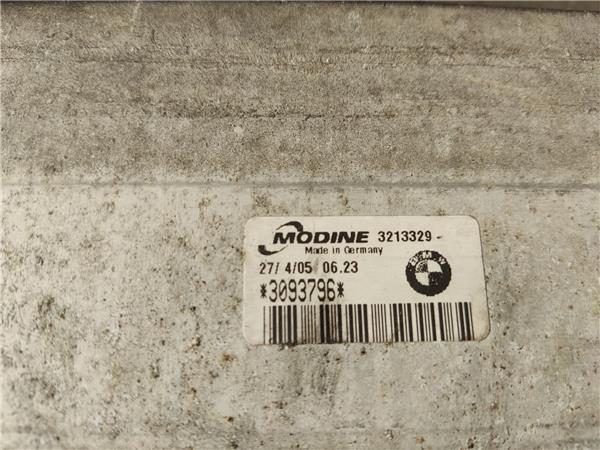 MODINE 3213329-
Made in Germany
27/ 4/05 06.23
BMW
*3093796*